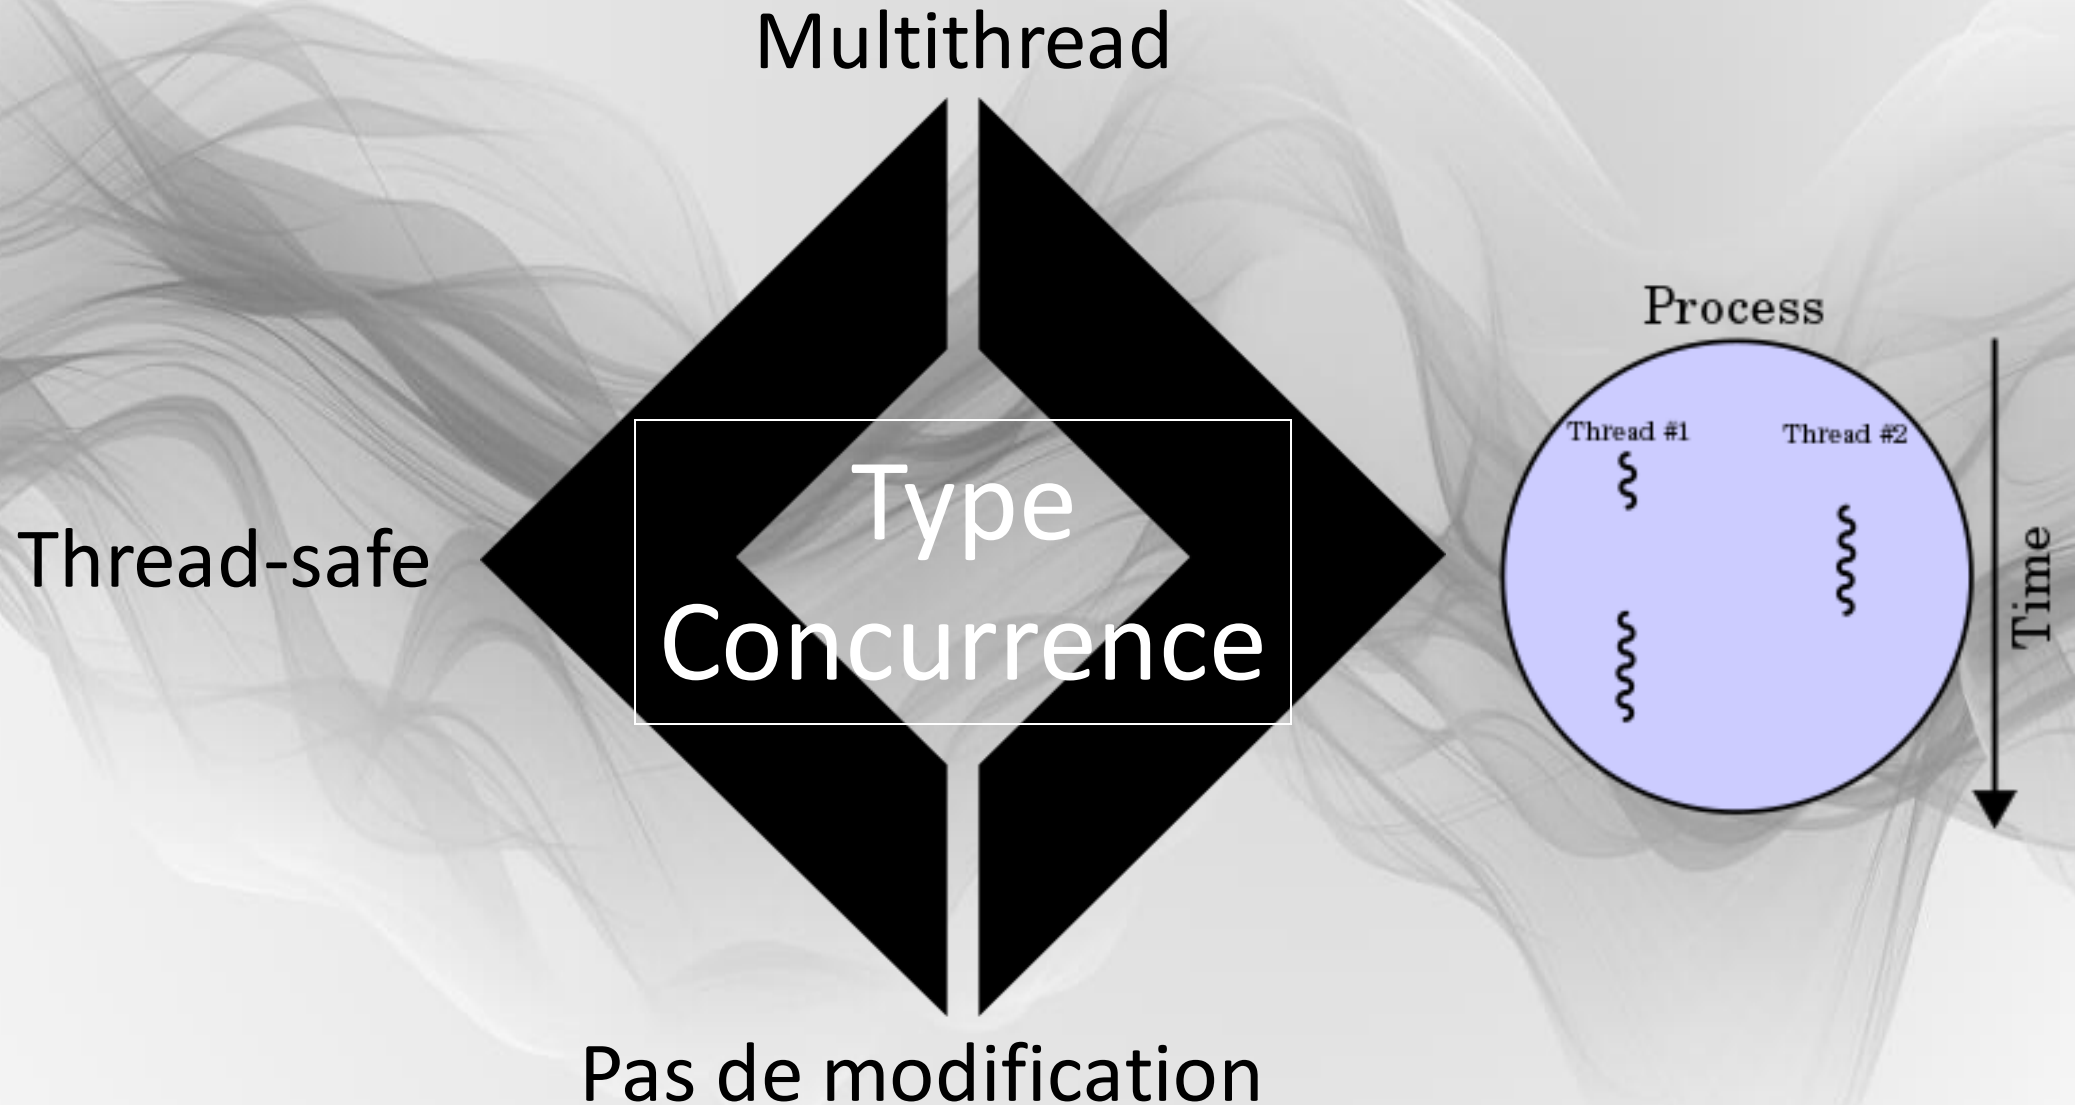 Multithread
Thread-safe
Type
Concurrence
Pas de modification
Process
Thread #1
Thread #2
Time